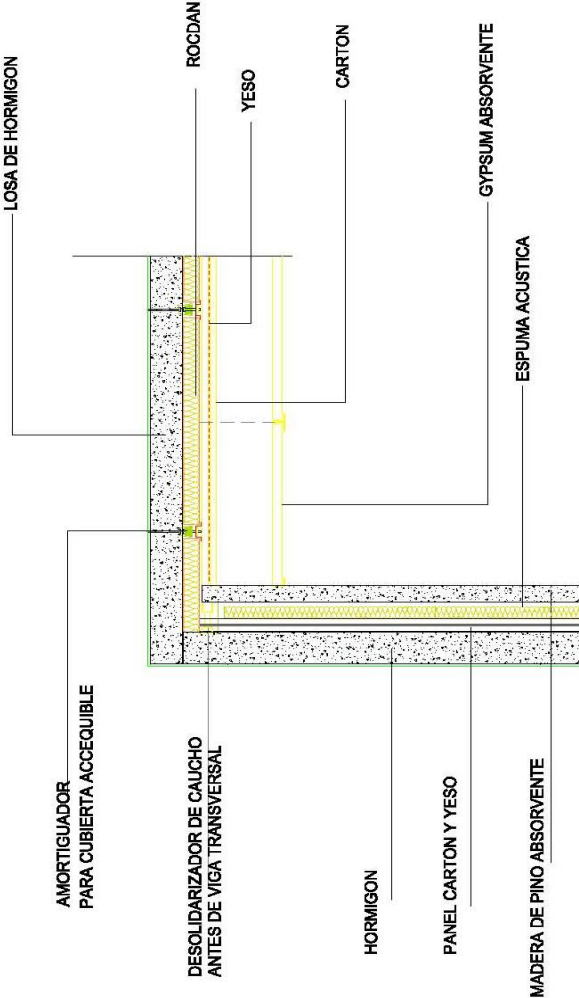 LOSA DE HORMIGON
ROCDAN
YESO
CARTON
GYPSUM ABSORVENTE
ESPUMA ACUSTICA
AMORTIGUADOR
PARA CUBIERTA ACCEQUIBLE
DESOLIDARIZADOR DE CAUCHO
ANTES DE VIGA TRANSVERSAL
HORMIGON
PANEL CARTON Y YESO
MADERA DE PINO ABSORVENTE